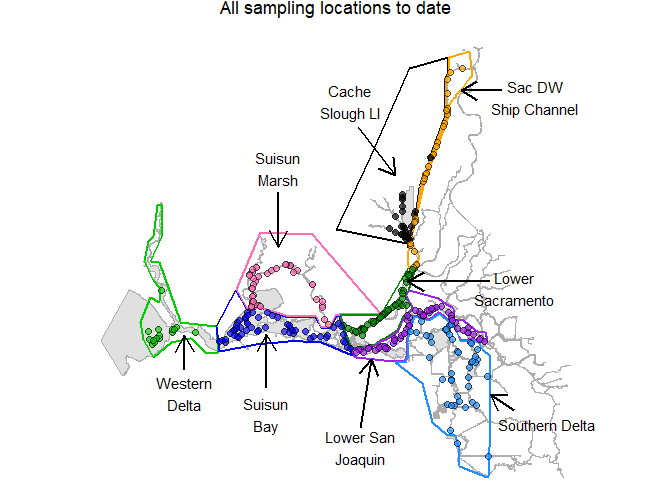 All sampling locations to date
Cache
Slough LI
Sac DW
Ship Channel
Suisun
Marsh
Lower
Sacramento
Western
Delta
Suisun
Bay
Lower San
Joaquin
Southern Delta